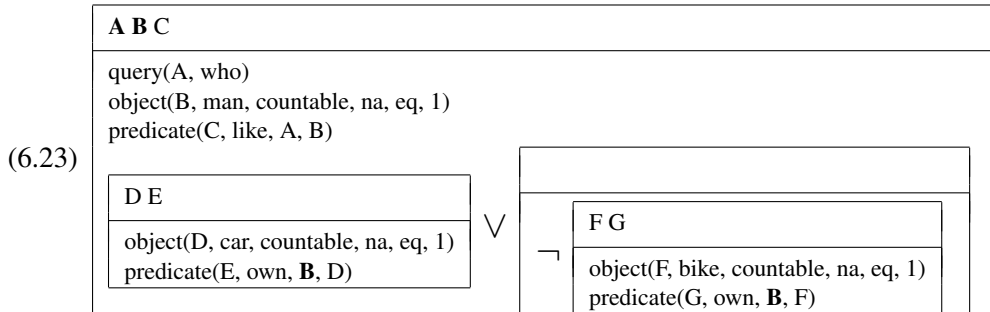 A B C
query(A, who)
object(B, man, countable, na, eq, 1)
predicate(C, like, A, B)
(6.23)
D E
object(D, car, countable, na, eq, 1)
predicate(E, own, B, D)
∨
¬
F G
object(F, bike, countable, na, eq, 1)
predicate(G, own, B, F)